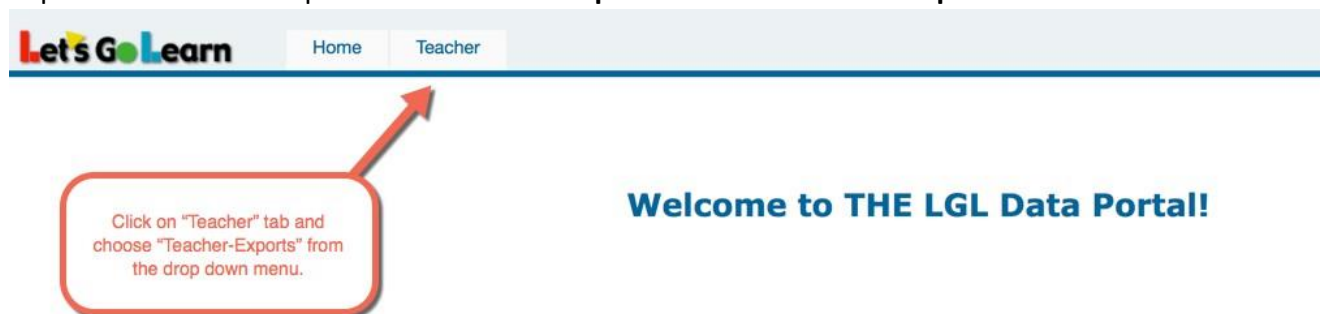 Let's Go Learn Home Teacher
Welcome to THE LGL Data Portal!
Click on "Teacher" tab and
choose "Teacher-Exports" from
the drop down menu.